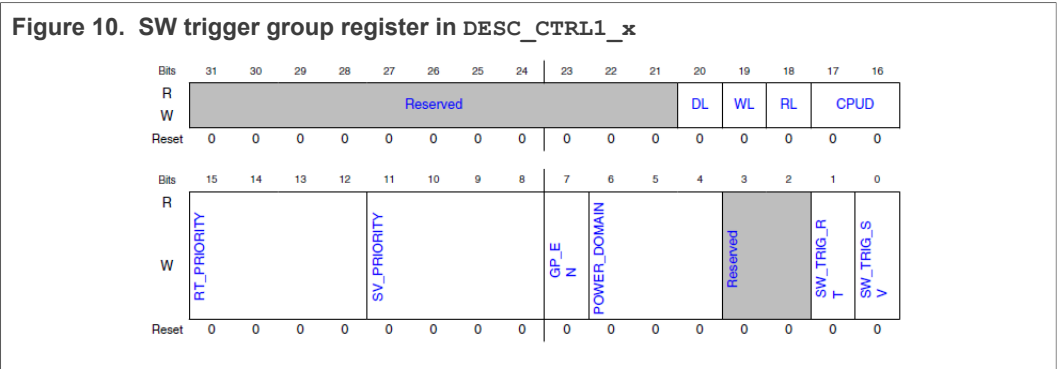 Figure 10. SW trigger group register in DESC_CTRL1_x
Bits 31 30 29 28 27 26 25 24 23 22 21 20 19 18 17 16
R
W
Reserved DL WL RL CPUD
Reset 0 0 0 0 0 0 0 0 0 0 0 0 0 0 0 0
Bits 15 14 13 12 11 10 9 8 7 6 5 4 3 2 1 0
R
W
RT_PRIORITY
SV_PRIORITY
GP_E
N
POWER_DOMAIN
Reserved
SW_TRIG_R
T
SW_TRIG_S
V
Reset 0 0 0 0 0 0 0 0 0 0 0 0 0 0 0 0